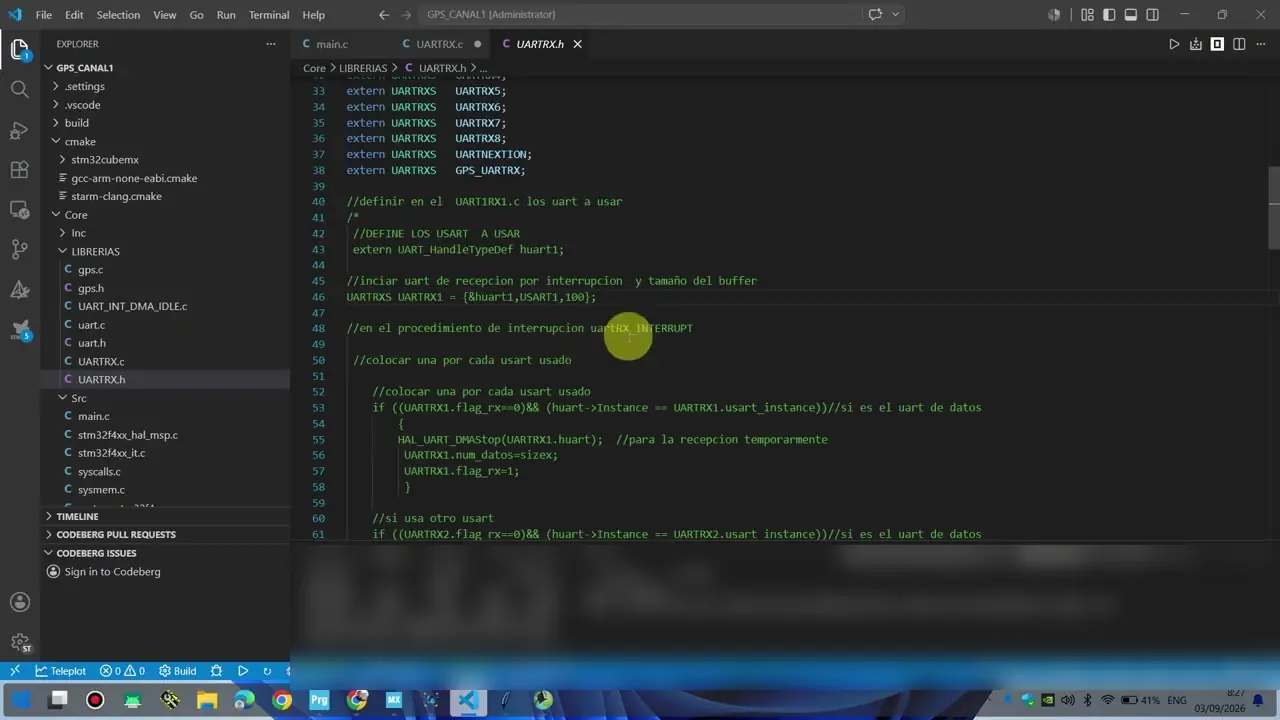 File Edit Selection View Go Run Terminal Help
GPS_CANAL1 [Administrator]
EXPLORER
main.c
UARTRX.c
UARTRX.h
Core > LIBRERIAS > C UARTRX.h > ...
GPS_CANAL1
.settings
.vscode
build
cmake
stm32cubemx
gcc-arm-none-eabi.cmake
starm-clang.cmake
Core
Inc
LIBRERIAS
gps.c
gps.h
UART_INT_DMA_IDLE.c
uart.c
uart.h
UARTRX.c
UARTRX.h
Src
main.c
stm32f4xx_hal_msp.c
stm32f4xx_it.c
syscalls.c
sysmem.c
TIMELINE
CODEBERG PULL REQUESTS
CODEBERG ISSUES
Sign in to Codeberg
33 extern UARTRXS UARTRX5;
34 extern UARTRXS UARTRX6;
35 extern UARTRXS UARTRX7;
36 extern UARTRXS UARTRX8;
37 extern UARTRXS UARTNEXTION;
38 extern UARTRXS GPS_UARTRX;
39
40 //definir en el UART1RX1.c los uart a usar
41 /*
42 //DEFINE LOS USART A USAR
43 extern UART_HandleTypeDef huart1;
44
45 //inciar uart de recepcion por interrupcion y tamaño del buffer
46 UARTRXS UARTRX1 = {&huart1,USART1,100};
47
48 //en el procedimiento de interrupcion uartRX_INTERRUPT
49
50 //colocar una por cada usart usado
51
52 //colocar una por cada usart usado
53 if ((UARTRX1.flag_rx==0)&& (huart->Instance == UARTRX1.usart_instance))//si es el uart de datos
54 {
55 HAL_UART_DMAStop(UARTRX1.huart); //para la recepcion temporarmente
56 UARTRX1.num_datos=sizex;
57 UARTRX1.flag_rx=1;
58 }
59
60 //si usa otro usart
61 if ((UARTRX2.flag_rx==0)&& (huart->Instance == UARTRX2.usart_instance))//si es el uart de datos
Teleplot 0 0 Build
Prg
MX
41% ENG
8:27
03/09/2026